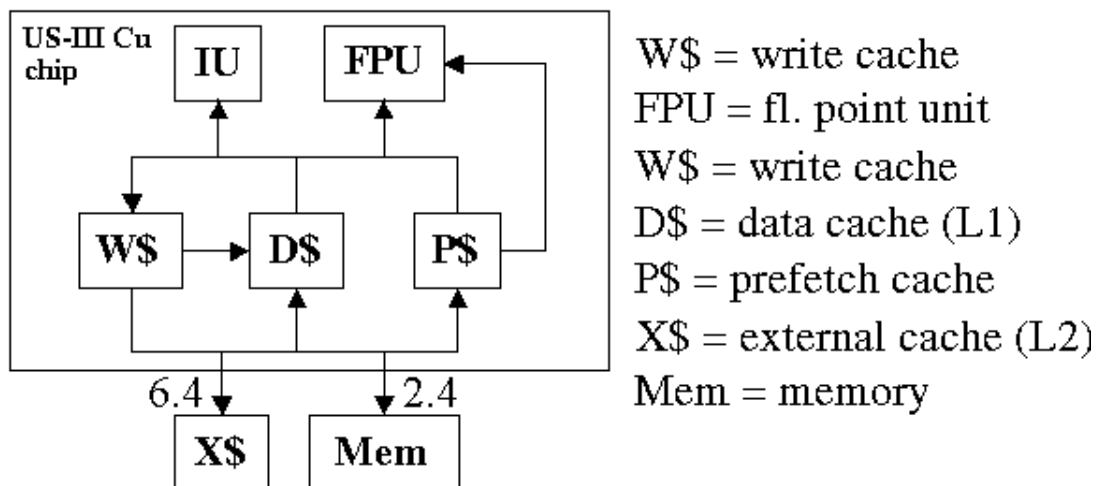 US-III Cu
chip
IU
FPU
W$
D$
P$
6.4
2.4
X$
Mem
W$ = write cache
FPU = fl. point unit
W$ = write cache
D$ = data cache (L1)
P$ = prefetch cache
X$ = external cache (L2)
Mem = memory